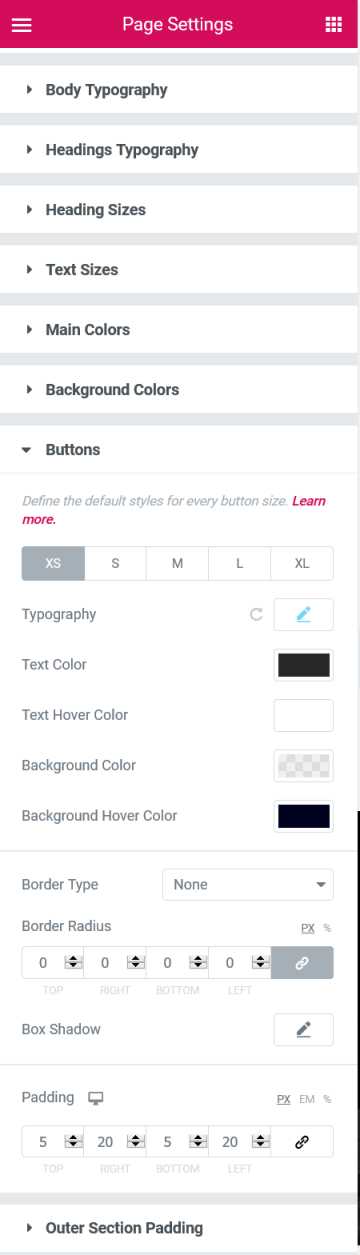 Page Settings
Body Typography
Headings Typography
Heading Sizes
Text Sizes
Main Colors
Background Colors
Buttons
Define the default styles for every button size. Learn
more.
XS S M L XL
Typography
Text Color
Text Hover Color
Background Color
Background Hover Color
Border Type None
Border Radius PX %
0 0 0 0
TOP RIGHT BOTTOM LEFT
Box Shadow
Padding PX EM %
5 20 5 20
TOP RIGHT BOTTOM LEFT
Outer Section Padding